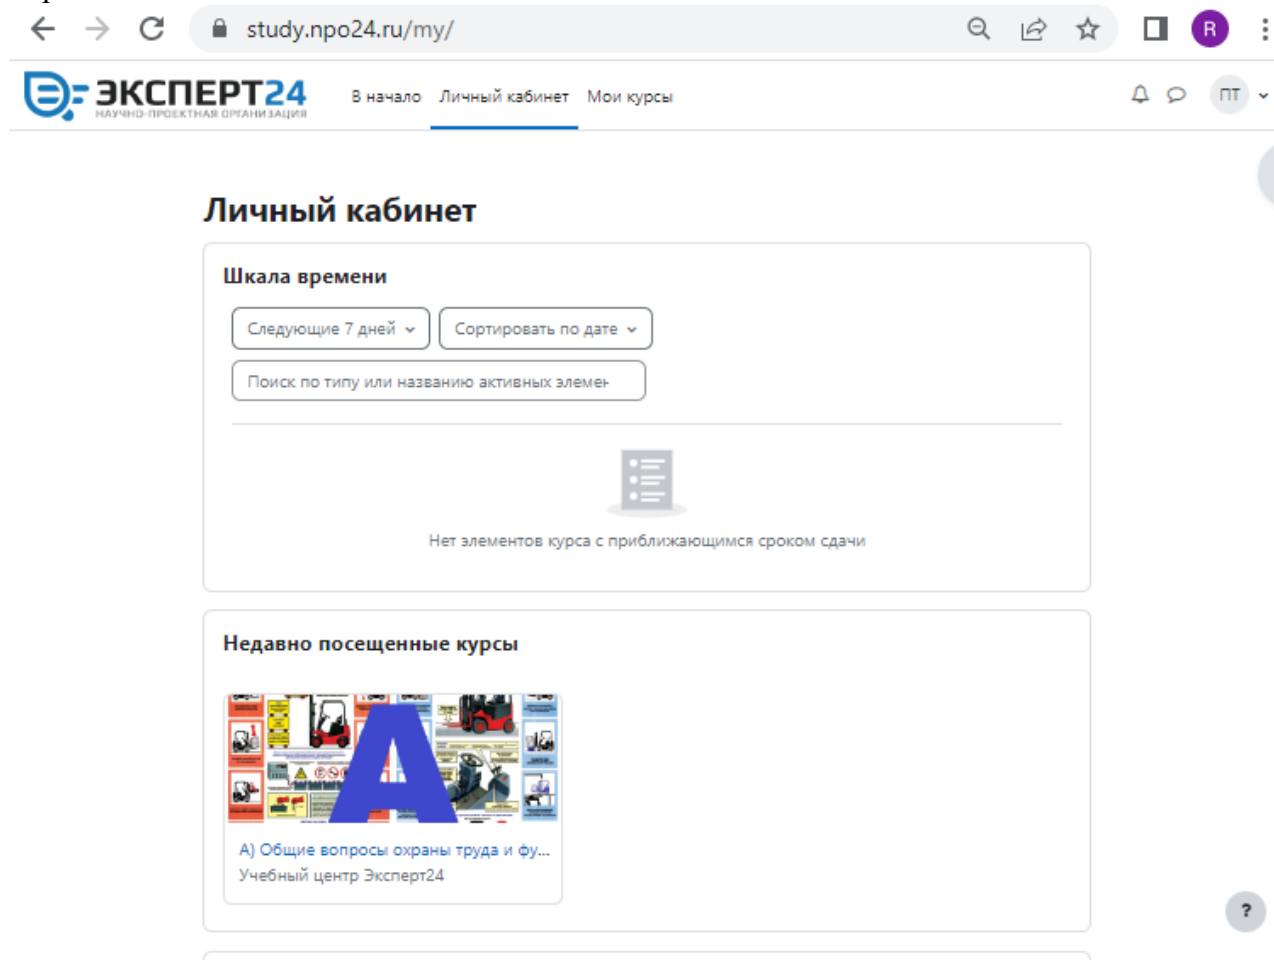 study.npo24.ru/my/
R
ЭКСПЕРТ24
НАУЧНО-ПРОЕКТНАЯ ОРГАНИЗАЦИЯ
В начало Личный кабинет Мои курсы
ПТ
Личный кабинет
Шкала времени
Следующие 7 дней
Сортировать по дате
Поиск по типу или названию активных элемен
Нет элементов курса с приближающимся сроком сдачи
Недавно посещенные курсы
А
А) Общие вопросы охраны труда и фу...
Учебный центр Эксперт24
?